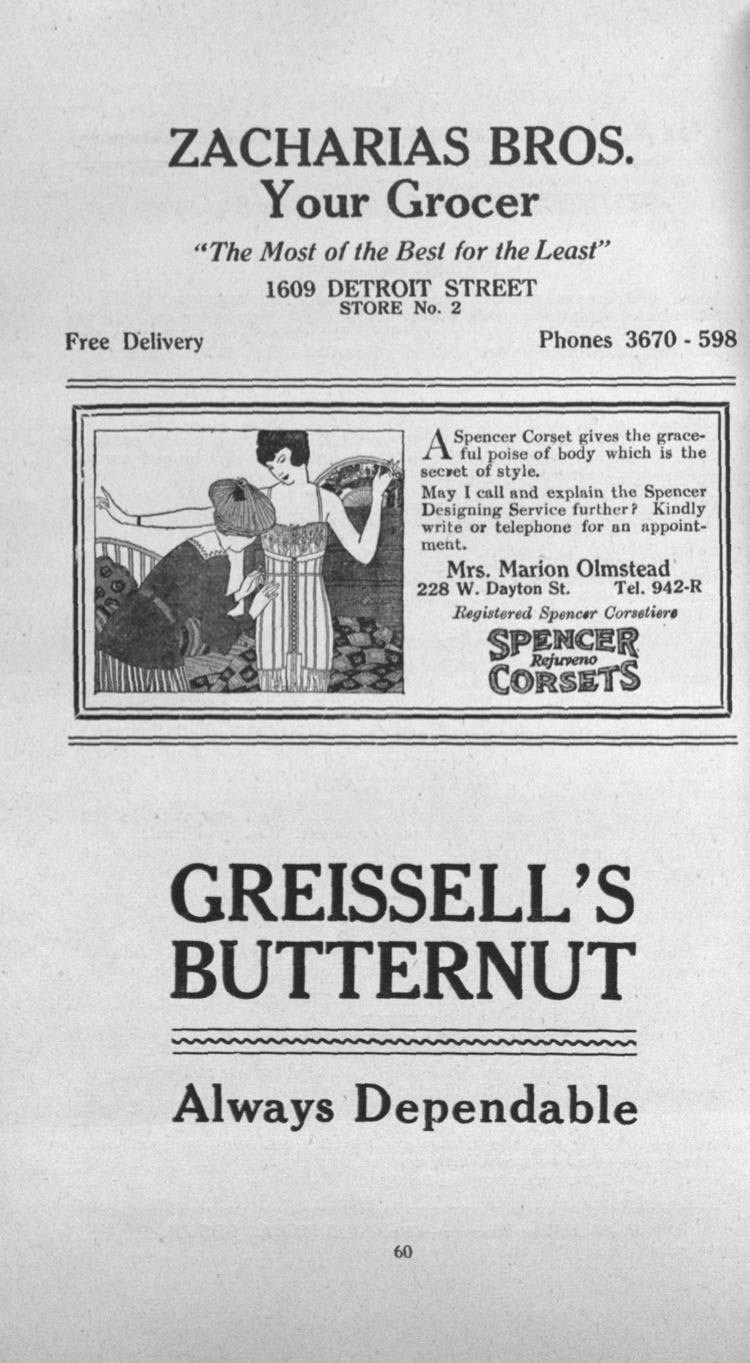 ZACHARIAS BROS.
Your Grocer
“The Most of the Best for the Least”
1609 DETROIT STREET
STORE No. 2
Free Delivery Phones 3670 - 598
A Spencer Corset gives the grace-
ful poise of body which is the
secret of style.
May I call and explain the Spencer
Designing Service further? Kindly
write or telephone for an appoint-
ment.
Mrs. Marion Olmstead
228 W. Dayton St. Tel. 942-R
Registered Spencer Corsetiere
SPENCER
Rejuveno
CORSETS
GREISSELL’S
BUTTERNUT
Always Dependable
60